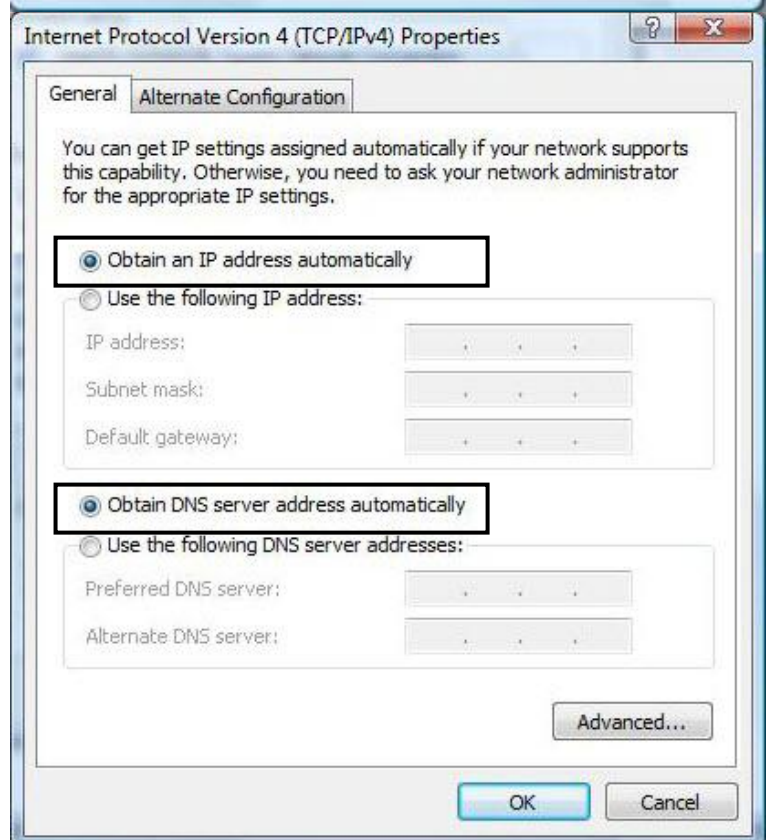 Internet Protocol Version 4 (TCP/IPv4) Properties
General
Alternate Configuration
You can get IP settings assigned automatically if your network supports
this capability. Otherwise, you need to ask your network administrator
for the appropriate IP settings.
Obtain an IP address automatically
Use the following IP address:
IP address:
Subnet mask:
Default gateway:
Obtain DNS server address automatically
Use the following DNS server addresses:
Preferred DNS server:
Alternate DNS server:
Advanced...
OK
Cancel